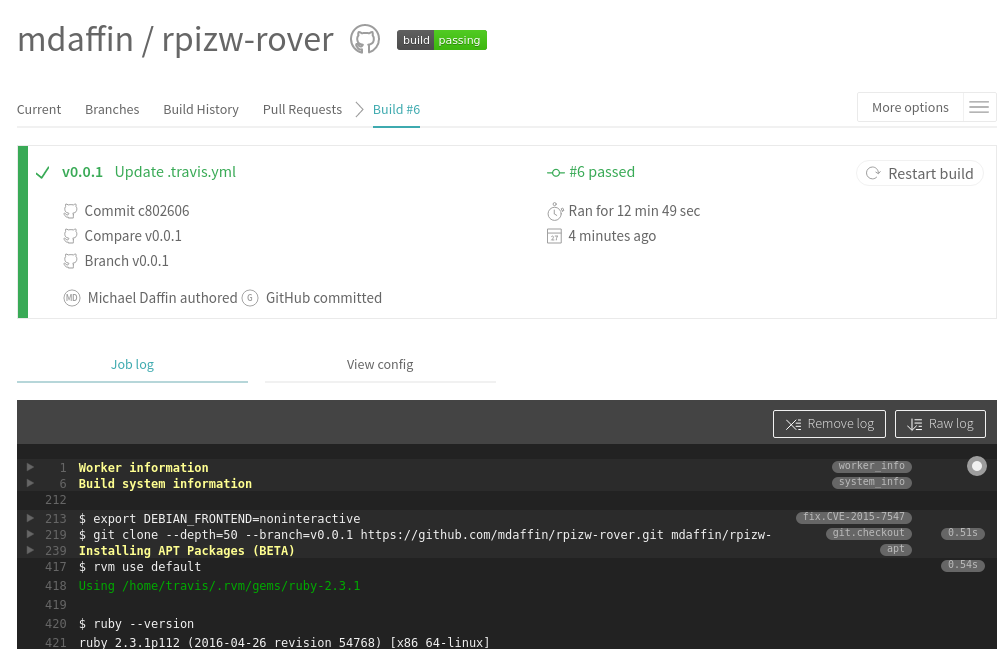 mdaffin / rpizw-rover build passing
Current Branches Build History Pull Requests Build #6 More options
v0.0.1 Update .travis.yml
Commit c802606
Compare v0.0.1
Branch v0.0.1
MD Michael Daffin authored G GitHub committed
#6 passed
Ran for 12 min 49 sec
27 4 minutes ago
Restart build
Job log View config
Remove log Raw log
1 Worker information worker_info
6 Build system information system_info
212
213 $ export DEBIAN_FRONTEND=noninteractive fix.CVE-2015-7547
219 $ git clone --depth=50 --branch=v0.0.1 https://github.com/mdaffin/rpizw-rover.git mdaffin/rpizw- git.checkout 0.51s
239 Installing APT Packages (BETA) apt
417 $ rvm use default 0.54s
418 Using /home/travis/.rvm/gems/ruby-2.3.1
419
420 $ ruby --version
421 ruby 2.3.1p112 (2016-04-26 revision 54768) [x86_64-linux]